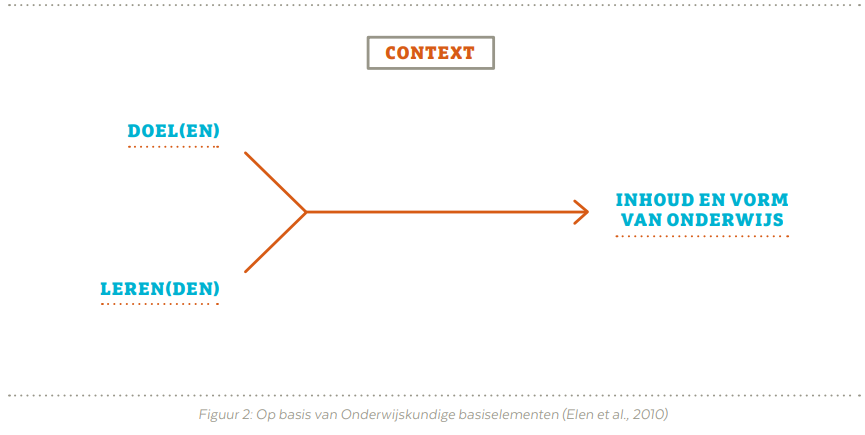 CONTEXT
DOEL(EN)
INHOUD EN VORM
VAN ONDERWIJS
LEREN(DEN)
Figuur 2: Op basis van Onderwijskundige basiselementen (Elen et al., 2010)